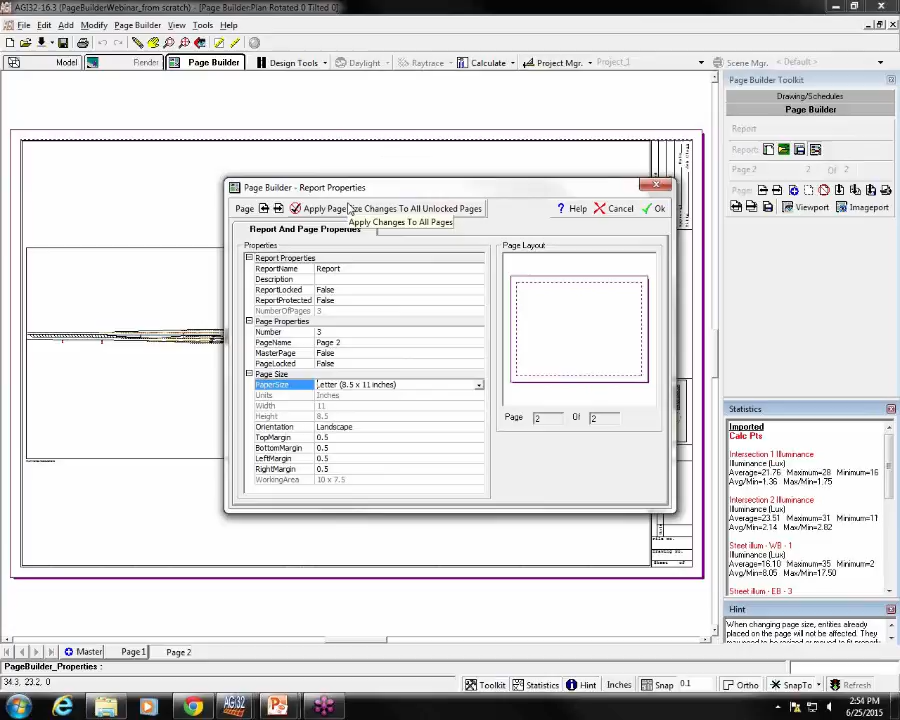 AGI32-16.3 (PageBuilderWebinar_from scratch) - [Page Builder:Plan Rotated 0 Tilted 0]
File Edit Add Modify Page Builder View Tools Help
Model Render Page Builder Design Tools Daylight Raytrace Calculate Project Mgr. Project_1 Scene Mgr. < Default >
Page Builder Toolkit
Drawing/Schedules
Page Builder
Report
Report:
Page 2 2 Of 2
Page:
Viewport Imageport
Page Builder - Report Properties
Page Apply Page Size Changes To All Unlocked Pages ? Help Cancel Ok
Apply Changes To All Pages
Report And Page Properties
Properties
Report Properties
ReportName Report
Description
ReportLocked False
ReportProtected False
NumberOfPages 3
Page Properties
Number 3
PageName Page 2
MasterPage False
PageLocked False
Page Size
PaperSize Letter (8.5 x 11 inches)
Units Inches
Width 11
Height 8.5
Orientation Landscape
TopMargin 0.5
BottomMargin 0.5
LeftMargin 0.5
RightMargin 0.5
WorkingArea 10 x 7.5
Page Layout
Page 2 Of 2
Statistics
Imported
Calc Pts
Intersection 1 Illuminance
Illuminance (Lux)
Average=21.76 Maximum=28 Minimum=16
Avg/Min=1.36 Max/Min=1.75
Intersection 2 Illuminance
Illuminance (Lux)
Average=23.51 Maximum=31 Minimum=11
Avg/Min=2.14 Max/Min=2.82
Steet illum - WB - 1
Illuminance (Lux)
Average=16.10 Maximum=35 Minimum=2
Avg/Min=8.05 Max/Min=17.50
Street illum - EB - 3
Hint
When changing page size, entities already
placed on the page will not be affected. They
Sheet of
Master Page1 Page 2
PageBuilder_Properties :
34.3, 23.2, 0
Toolkit Statistics Hint Inches Snap 0.1 Ortho SnapTo Refresh
AGI32
2:54 PM
6/25/2015